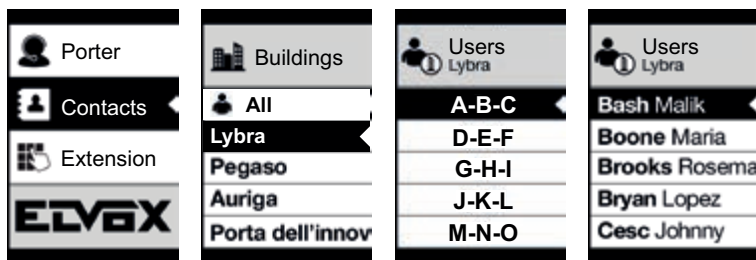 Porter
Contacts
Extension
ELVOX
Buildings
All
Lybra
Pegaso
Auriga
Porta dell'innov
Users
Lybra
A-B-C
D-E-F
G-H-I
J-K-L
M-N-O
Users
Lybra
Bash Malik
Boone Maria
Brooks Rosema
Bryan Lopez
Cesc Johnny